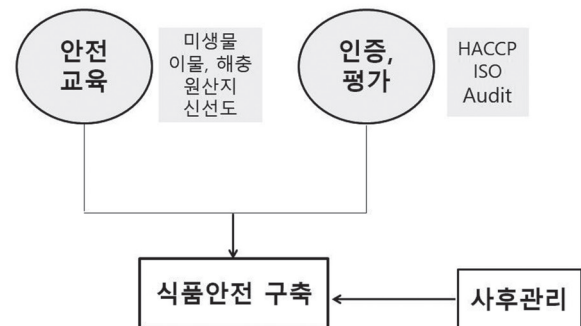 안전
교육
미생물
이물, 해충
원산지
신선도
인증,
평가
HACCP
ISO
Audit
식품안전 구축
사후관리